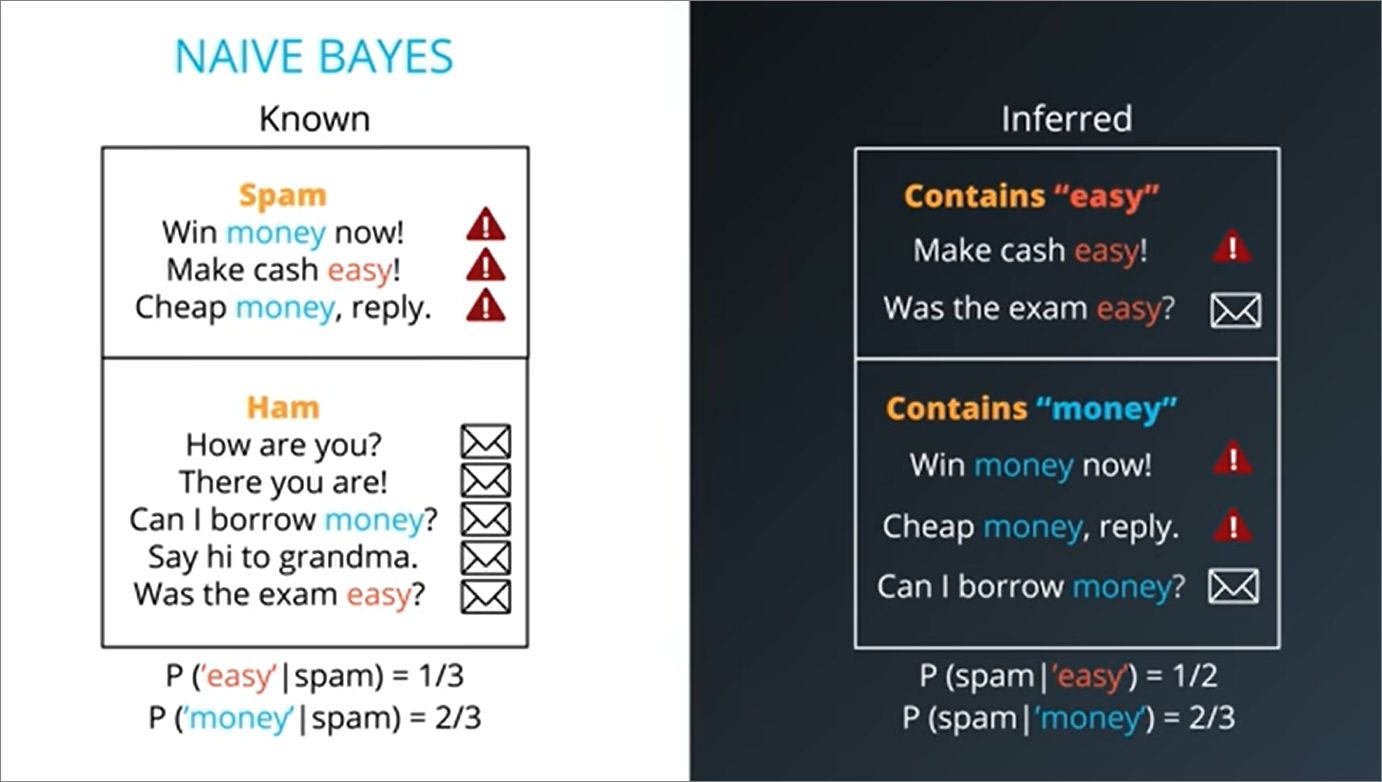 NAIVE BAYES
Known
Spam
Win money now!
Make cash easy!
Cheap money, reply.
Ham
How are you?
There you are!
Can I borrow money?
Say hi to grandma.
Was the exam easy?
P ('easy'|spam) = 1/3
P ('money'|spam) = 2/3
Inferred
Contains “easy”
Make cash easy!
Was the exam easy?
Contains “money”
Win money now!
Cheap money, reply.
Can I borrow money?
P (spam|'easy') = 1/2
P (spam|'money') = 2/3